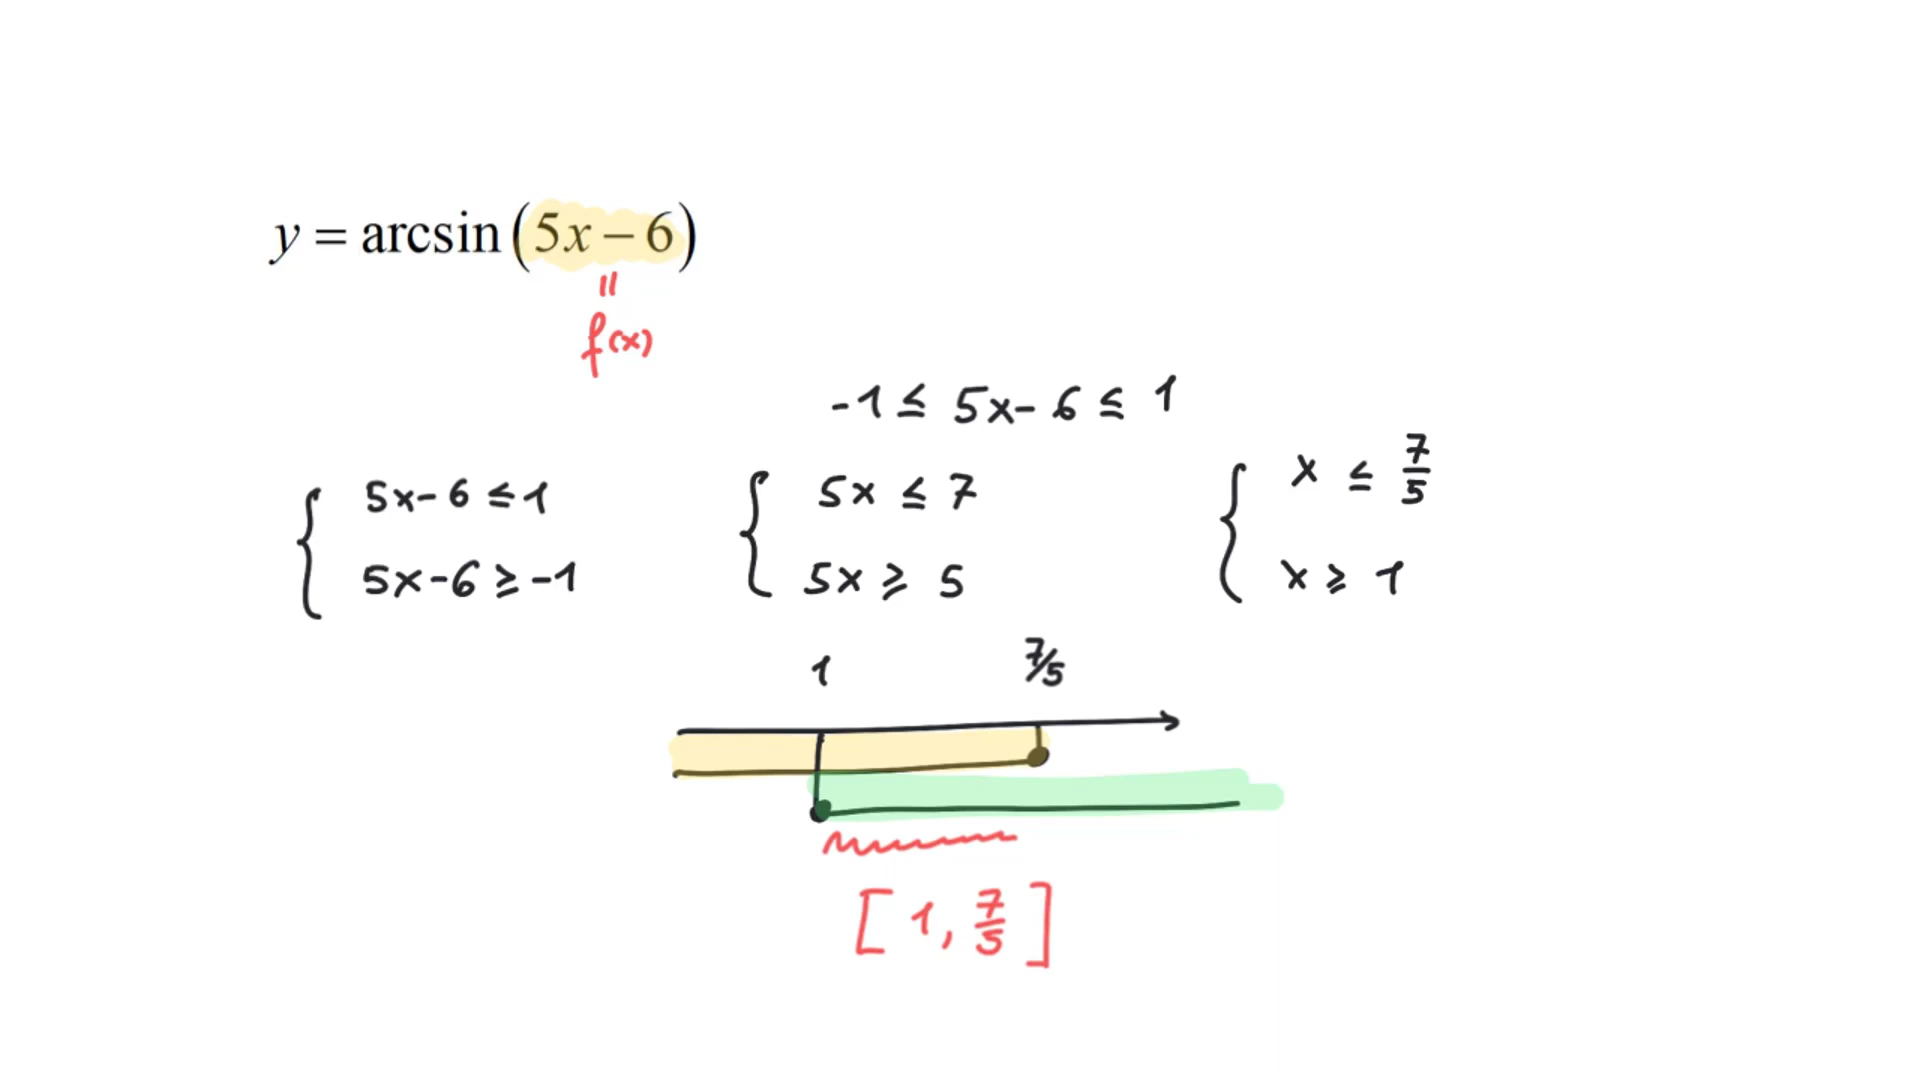 y = arcsin (5x − 6)
=
f(x)
-1 ≤ 5x - 6 ≤ 1
{ 5x - 6 ≤ 1
5x - 6 ≥ -1
{ 5x ≤ 7
5x ≥ 5
{ x ≤ 7/5
x ≥ 1
1 7/5
[ 1, 7/5 ]